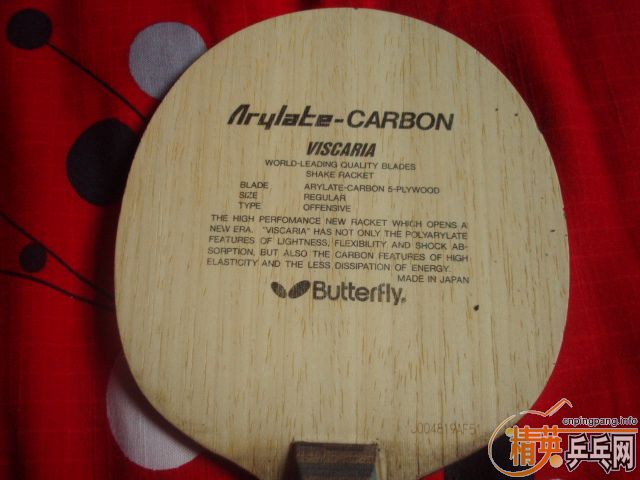 Arylate-CARBON
VISCARIA
WORLD-LEADING QUALITY BLADES
SHAKE RACKET
BLADE ARYLATE-CARBON 5-PLYWOOD
SIZE REGULAR
TYPE OFFENSIVE
THE HIGH PERFOMANCE NEW RACKET WHICH OPENS A
NEW ERA. "VISCARIA" HAS NOT ONLY THE POLYARYLATE
FEATURES OF LIGHTNESS, FLEXIBILITY AND SHOCK AB-
SORPTION, BUT ALSO THE CARBON FEATURES OF HIGH
ELASTICITY AND THE LESS DISSIPATION OF ENERGY.
MADE IN JAPAN
Butterfly®
cnpingpang.info
精英乒乓网